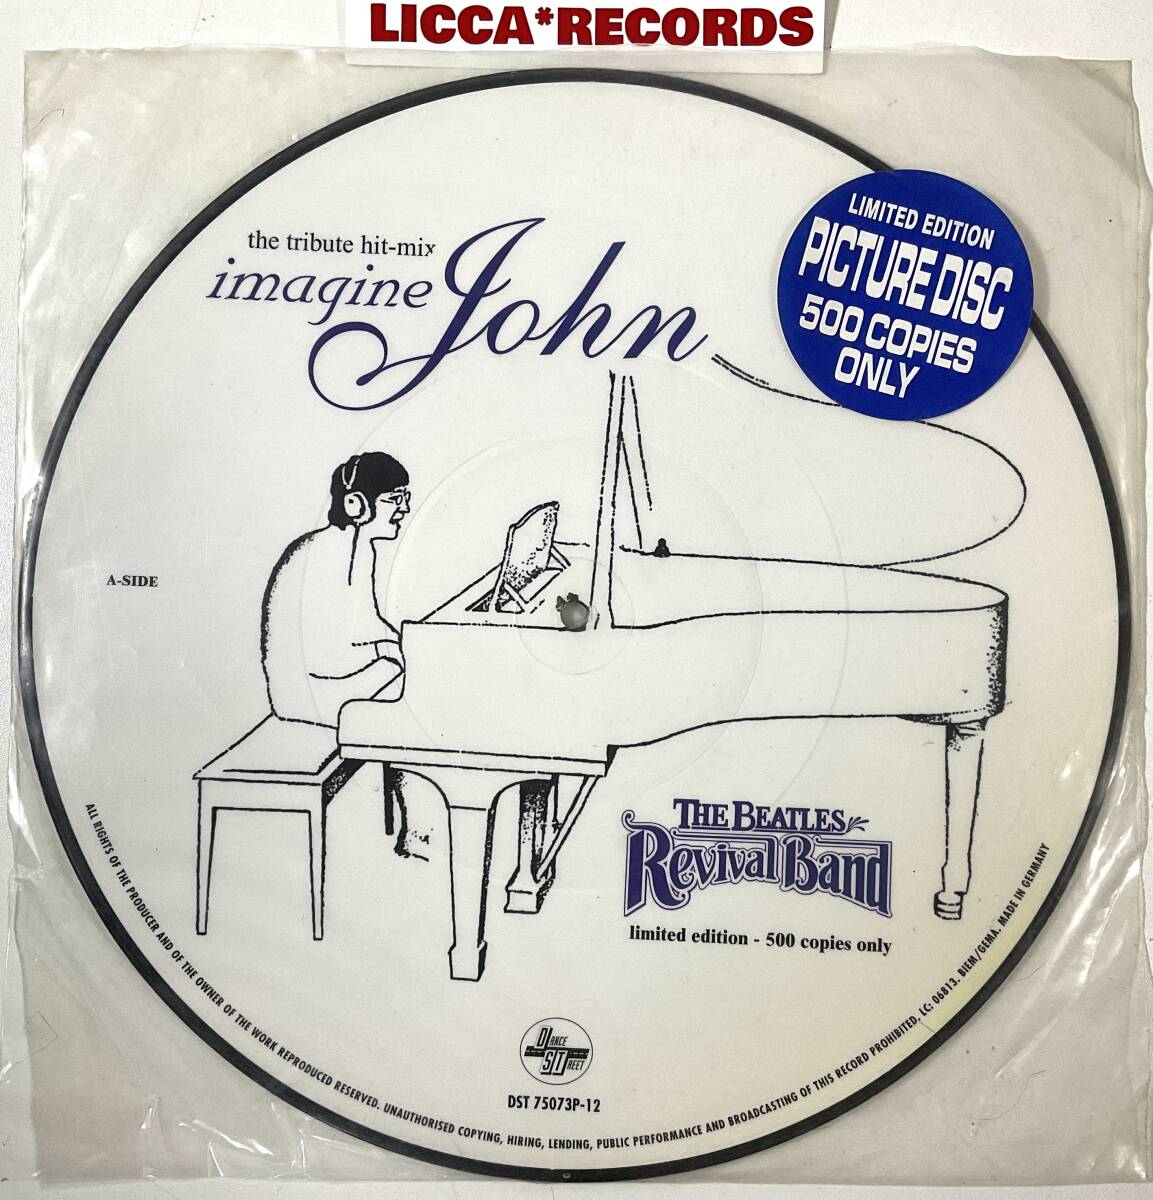 LICCA*RECORDS
the tribute hit-mix
imagine John
LIMITED EDITION
PICTURE DISC
500 COPIES
ONLY
A-SIDE
THE BEATLES
Revival Band
limited edition - 500 copies only
DANCE
STREET
DST 75073P-12
ALL RIGHTS OF THE PRODUCER AND OF THE OWNER OF THE WORK REPRODUCED RESERVED. UNAUTHORISED COPYING, HIRING, LENDING, PUBLIC PERFORMANCE AND BROADCASTING OF THIS RECORD PROHIBITED. LC: 06813. BIEM/GEMA. MADE IN GERMANY